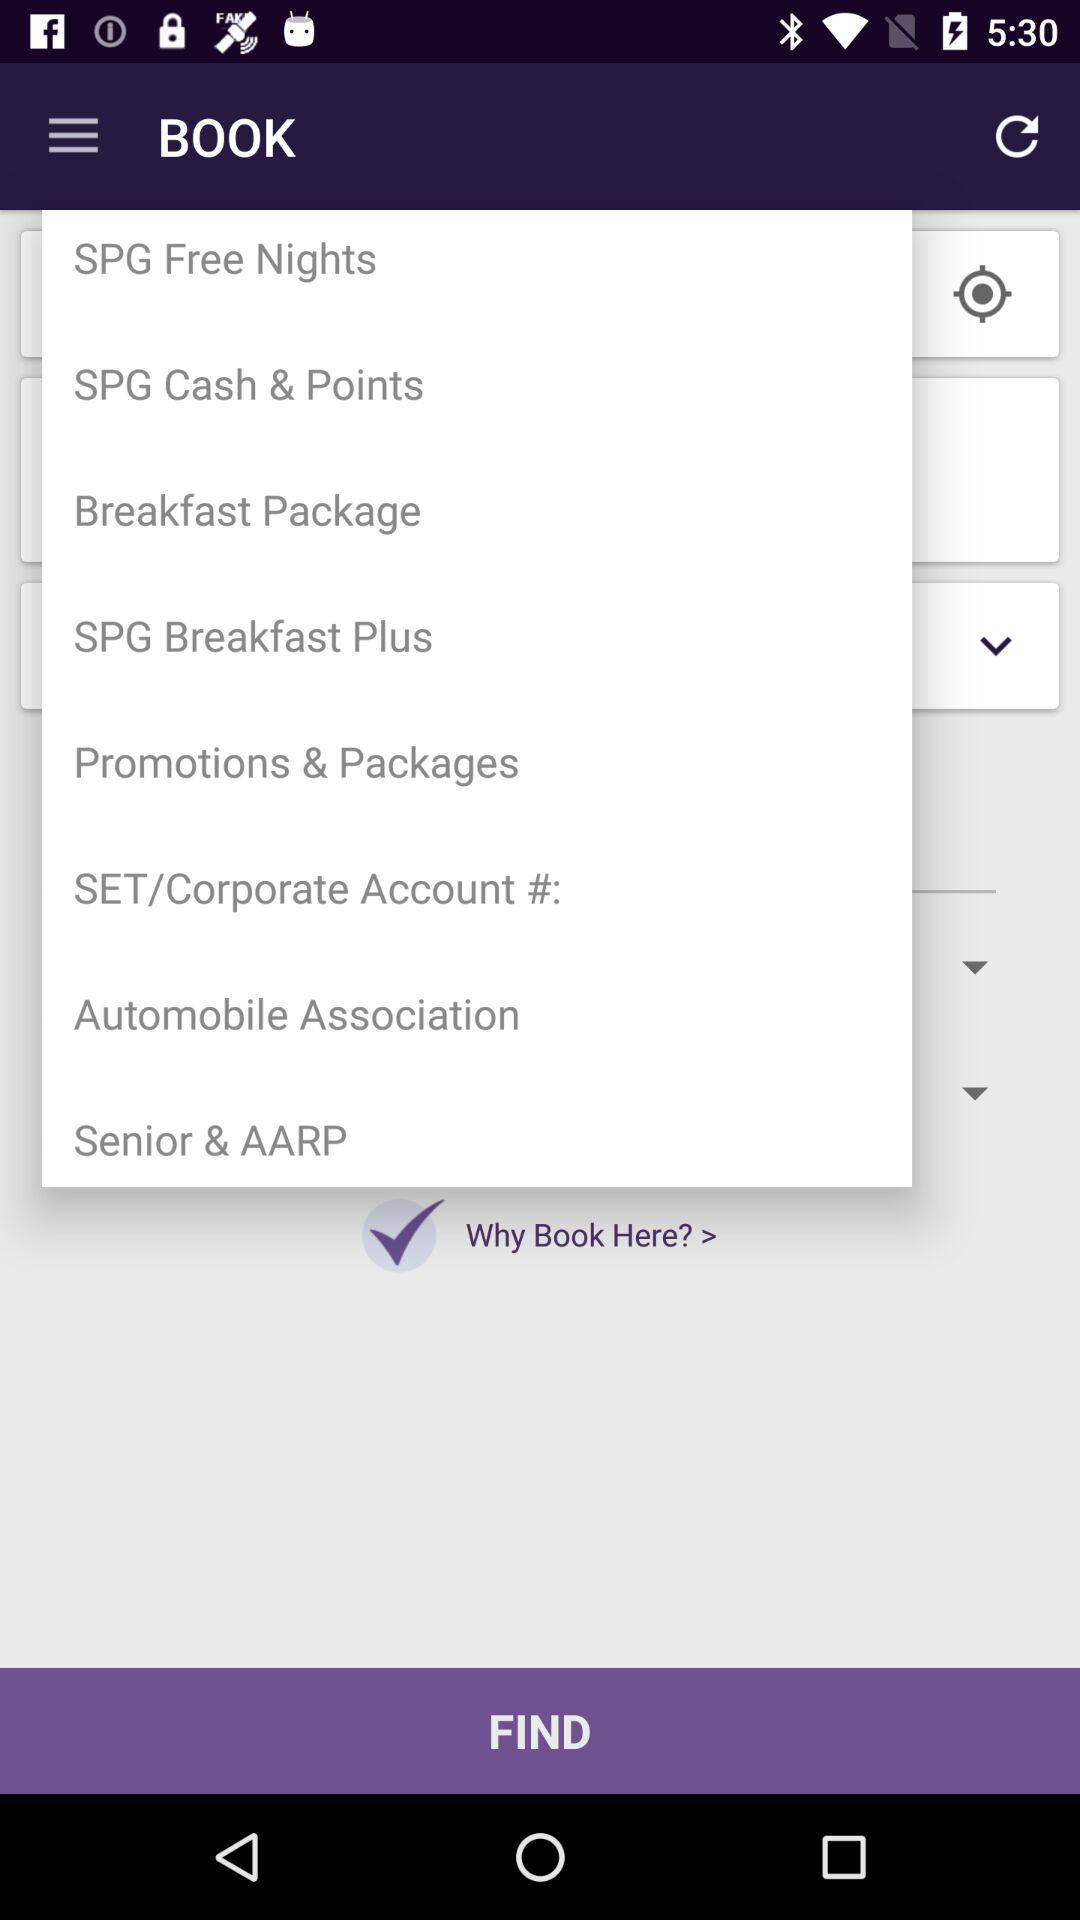 FAKE
5:30
BOOK
SPG Free Nights
SPG Cash & Points
Breakfast Package
SPG Breakfast Plus
Promotions & Packages
SET/Corporate Account #:
Automobile Association
Senior & AARP
Why Book Here? >
FIND